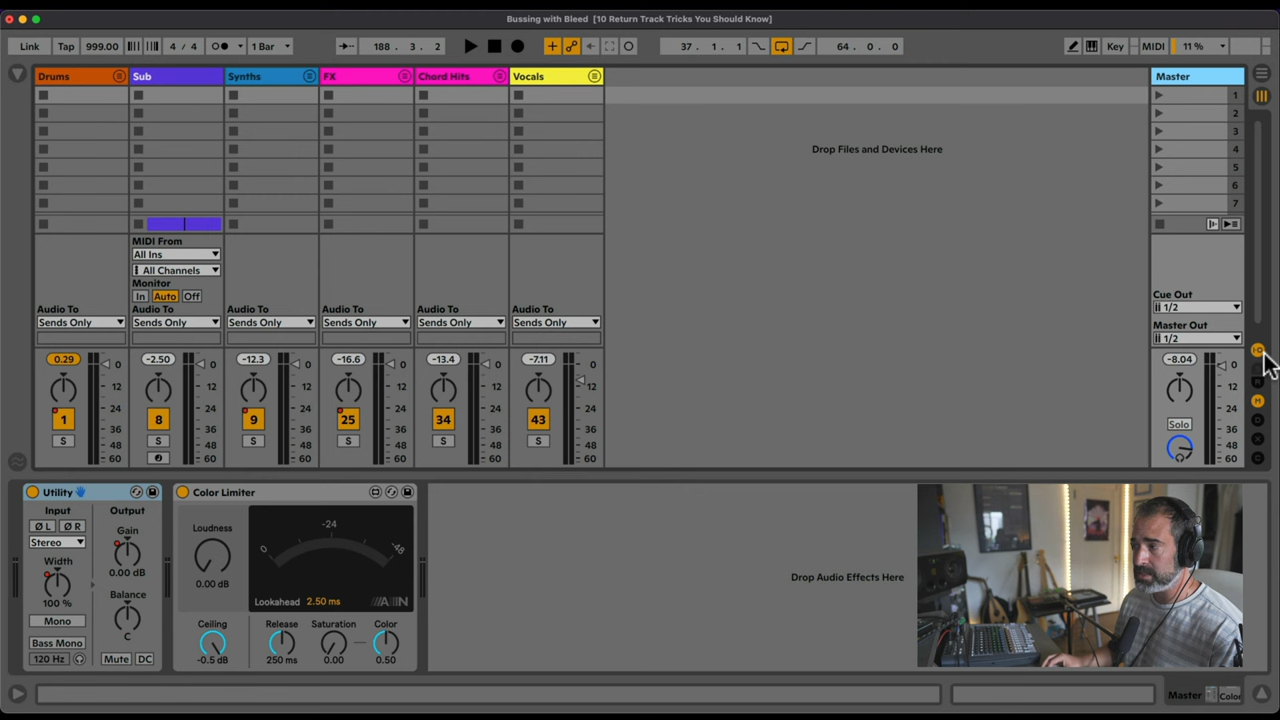 Bussing with Bleed [10 Return Track Tricks You Should Know]
Link Tap 999.00 4 / 4 1 Bar 188 . 3 . 2 37 . 1 . 1 64 . 0 . 0 Key MIDI 11 %
Drums Sub Synths FX Chord Hits Vocals Master
1
2
3
Drop Files and Devices Here 4
5
6
7
MIDI From
All Ins
All Channels
Monitor
In Auto Off
Cue Out
1/2
Audio To Audio To Audio To Audio To Audio To Audio To
Sends Only Sends Only Sends Only Sends Only Sends Only Sends Only
Master Out
1/2
0.29 -2.50 -12.3 -16.6 -13.4 -7.11 -8.04
0 0 0 0 0 0 0
12 12 12 12 12 12 12
24 24 24 24 24 24 24
1 8 9 25 34 43 Solo
36 36 36 36 36 36 36
S S S S S S
48 48 48 48 48 48 48
60 60 60 60 60 60 60
Utility
Input Output
Ø L Ø R
Gain
Stereo
Width
0.00 dB
100 %
Balance
Mono
C
Bass Mono
120 Hz Mute DC
Color Limiter
Loudness
0.00 dB
-24
0 -48
Lookahead 2.50 ms
Ceiling Release Saturation Color
-0.5 dB 250 ms 0.00 0.50
Drop Audio Effects Here
Master Color